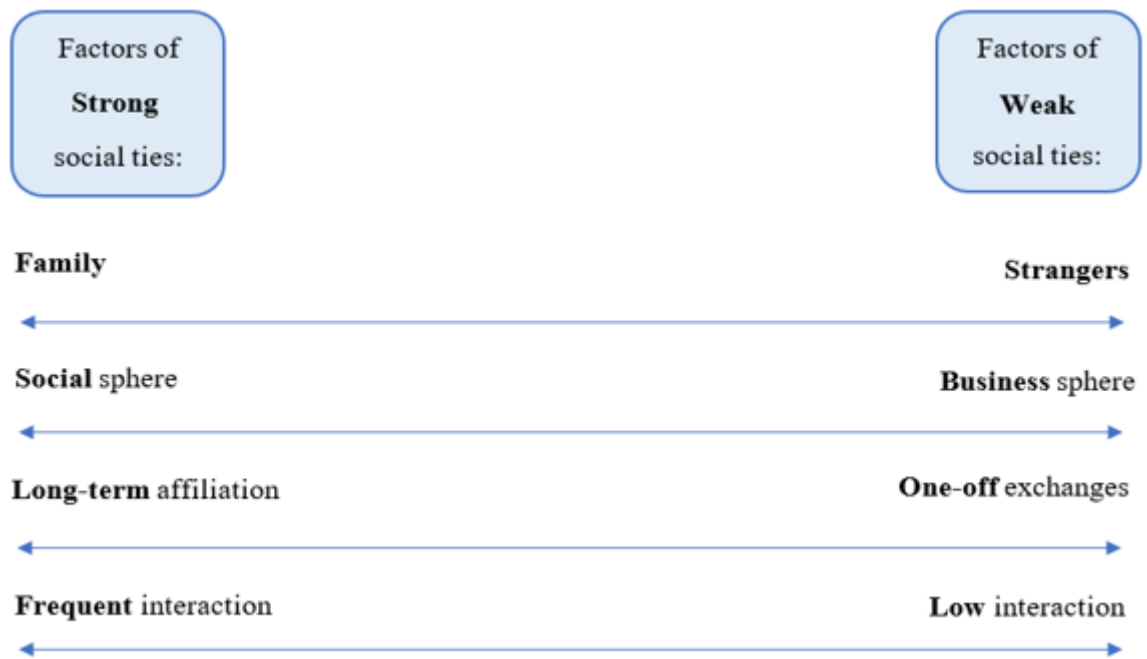 Factors of
Strong
social ties:
Factors of
Weak
social ties:
Family
Strangers
Social sphere
Business sphere
Long-term affiliation
One-off exchanges
Frequent interaction
Low interaction